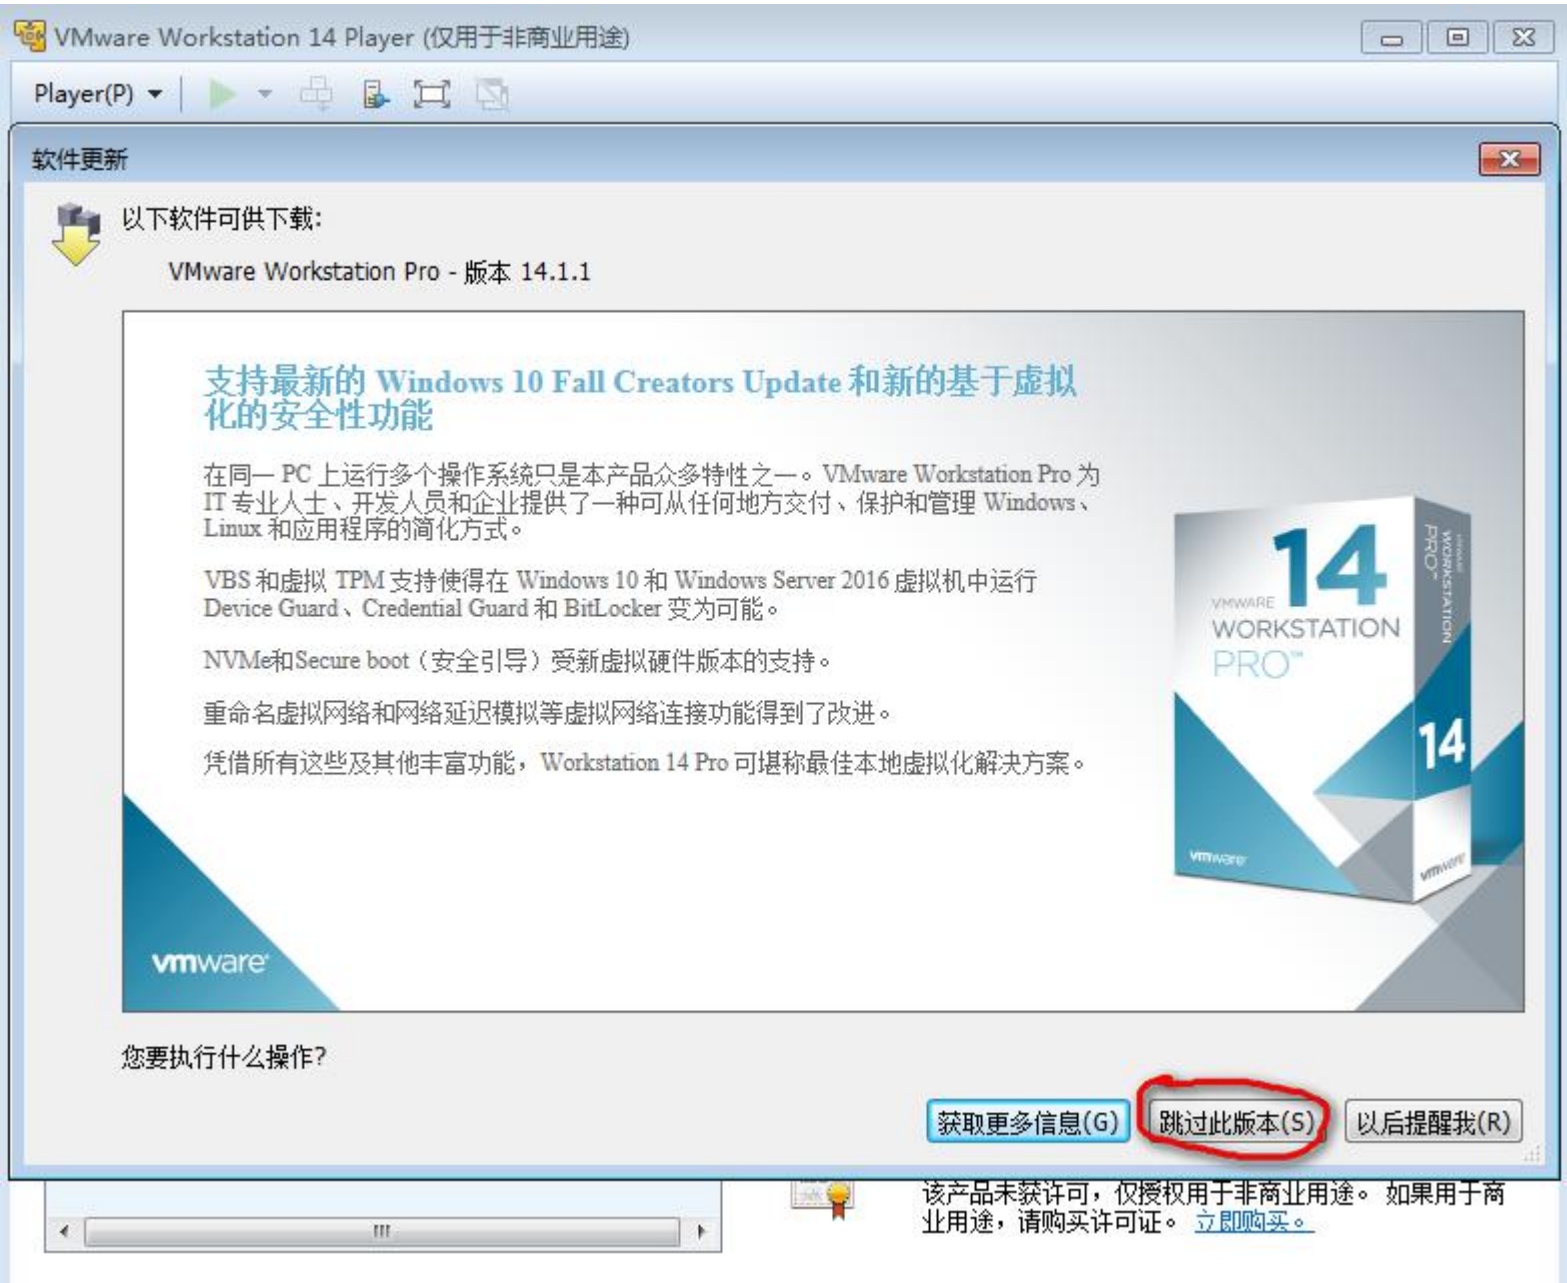 VMware Workstation 14 Player (仅用于非商业用途)
Player(P)
软件更新
以下软件可供下载:
VMware Workstation Pro - 版本 14.1.1
支持最新的 Windows 10 Fall Creators Update 和新的基于虚拟
化的安全性功能
在同一 PC 上运行多个操作系统只是本产品众多特性之一。VMware Workstation Pro 为
IT 专业人士、开发人员和企业提供了一种可从任何地方交付、保护和管理 Windows、
Linux 和应用程序的简化方式。
VBS 和虚拟 TPM 支持使得在 Windows 10 和 Windows Server 2016 虚拟机中运行
Device Guard、Credential Guard 和 BitLocker 变为可能。
NVMe和Secure boot（安全引导）受新虚拟硬件版本的支持。
重命名虚拟网络和网络延迟模拟等虚拟网络连接功能得到了改进。
凭借所有这些及其他丰富功能，Workstation 14 Pro 可堪称最佳本地虚拟化解决方案。
14
VMWARE
WORKSTATION
PRO™
VMWARE
WORKSTATION
PRO™
14
vmware
vmware
vmware
您要执行什么操作?
获取更多信息(G)
跳过此版本(S)
以后提醒我(R)
该产品未获许可，仅授权用于非商业用途。 如果用于商
业用途，请购买许可证。 立即购买。